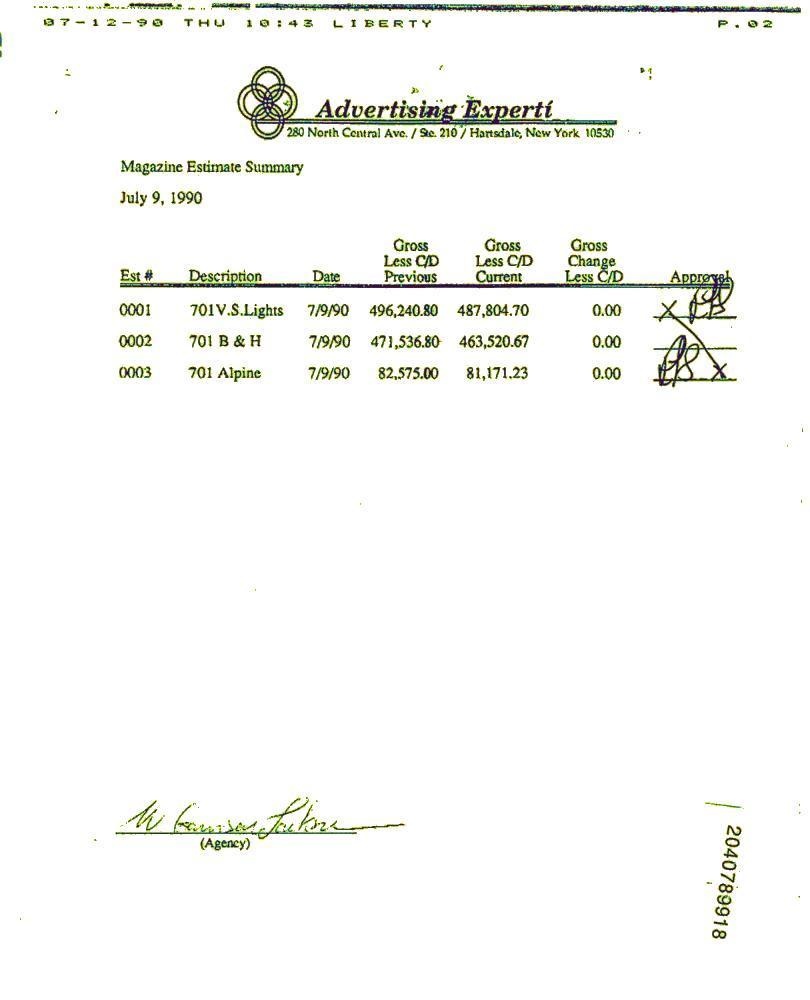 07-12-90 THU 10:43 LIBERTY P.02
Advertising Experti
280 North Central Ave. / Ste. 210 / Hartsdale, New York 10530
Magazine Estimate Summary
July 9, 1990
Gross Gross Gross
Less C/D Less C/D Change
Est # Description Date Previous Current Less C/D Approval
0001 701V.S.Lights 7/9/90 496,240.80 487,804.70 0.00 X
0002 701 B & H 7/9/90 471,536.80 463,520.67 0.00
0003 701 Alpine 7/9/90 82,575.00 81,171.23 0.00 X
(Agency)
2040789918